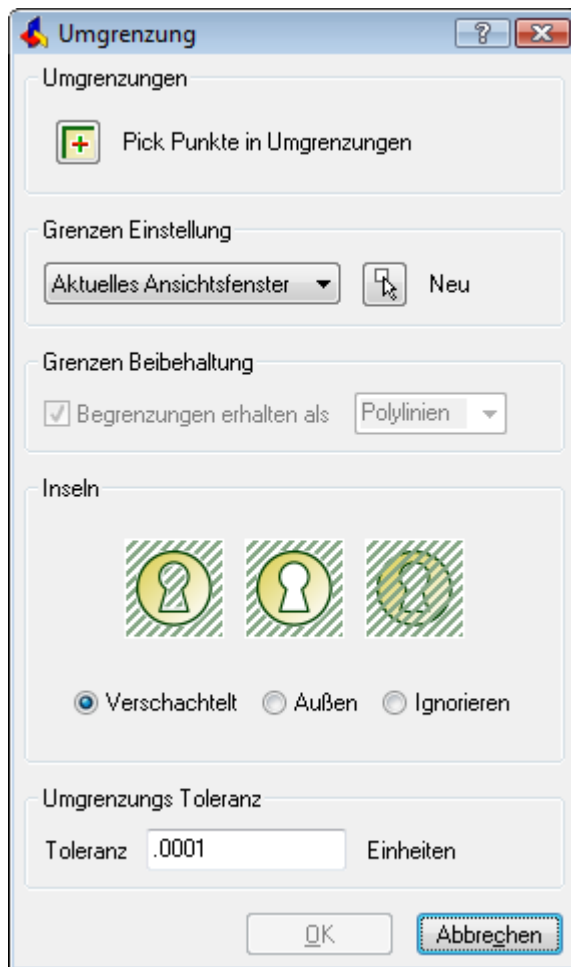 Umgrenzung
Umgrenzungen
Pick Punkte in Umgrenzungen
Grenzen Einstellung
Aktuelles Ansichtsfenster Neu
Grenzen Beibehaltung
Begrenzungen erhalten als Polylinien
Inseln
Verschachtelt Außen Ignorieren
Umgrenzungs Toleranz
Toleranz .0001 Einheiten
OK Abbrechen